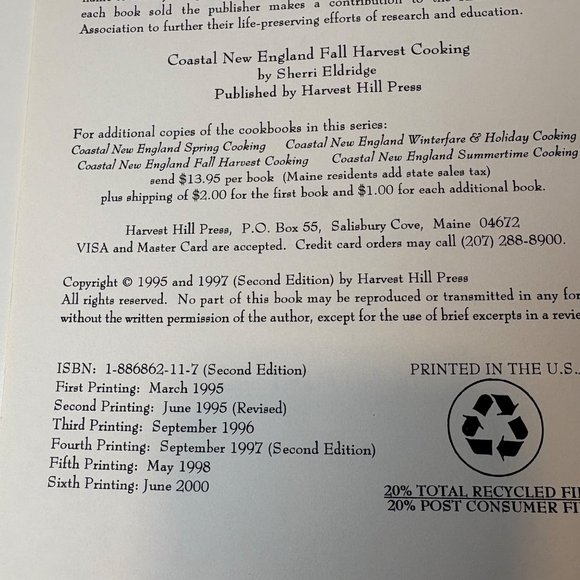 each book sold the publisher makes a contribution to the
Association to further their life-preserving efforts of research and education.
Coastal New England Fall Harvest Cooking
by Sherri Eldridge
Published by Harvest Hill Press
For additional copies of the cookbooks in this series:
Coastal New England Spring Cooking Coastal New England Winterfare & Holiday Cooking
Coastal New England Fall Harvest Cooking Coastal New England Summertime Cooking
send $13.95 per book (Maine residents add state sales tax)
plus shipping of $2.00 for the first book and $1.00 for each additional book.
Harvest Hill Press, P.O. Box 55, Salisbury Cove, Maine 04672
VISA and Master Card are accepted. Credit card orders may call (207) 288-8900.
Copyright © 1995 and 1997 (Second Edition) by Harvest Hill Press
All rights reserved. No part of this book may be reproduced or transmitted in any for
without the written permission of the author, except for the use of brief excerpts in a revie
ISBN: 1-886862-11-7 (Second Edition)
First Printing: March 1995
Second Printing: June 1995 (Revised)
Third Printing: September 1996
Fourth Printing: September 1997 (Second Edition)
Fifth Printing: May 1998
Sixth Printing: June 2000
PRINTED IN THE U.S.
20% TOTAL RECYCLED FI
20% POST CONSUMER FI